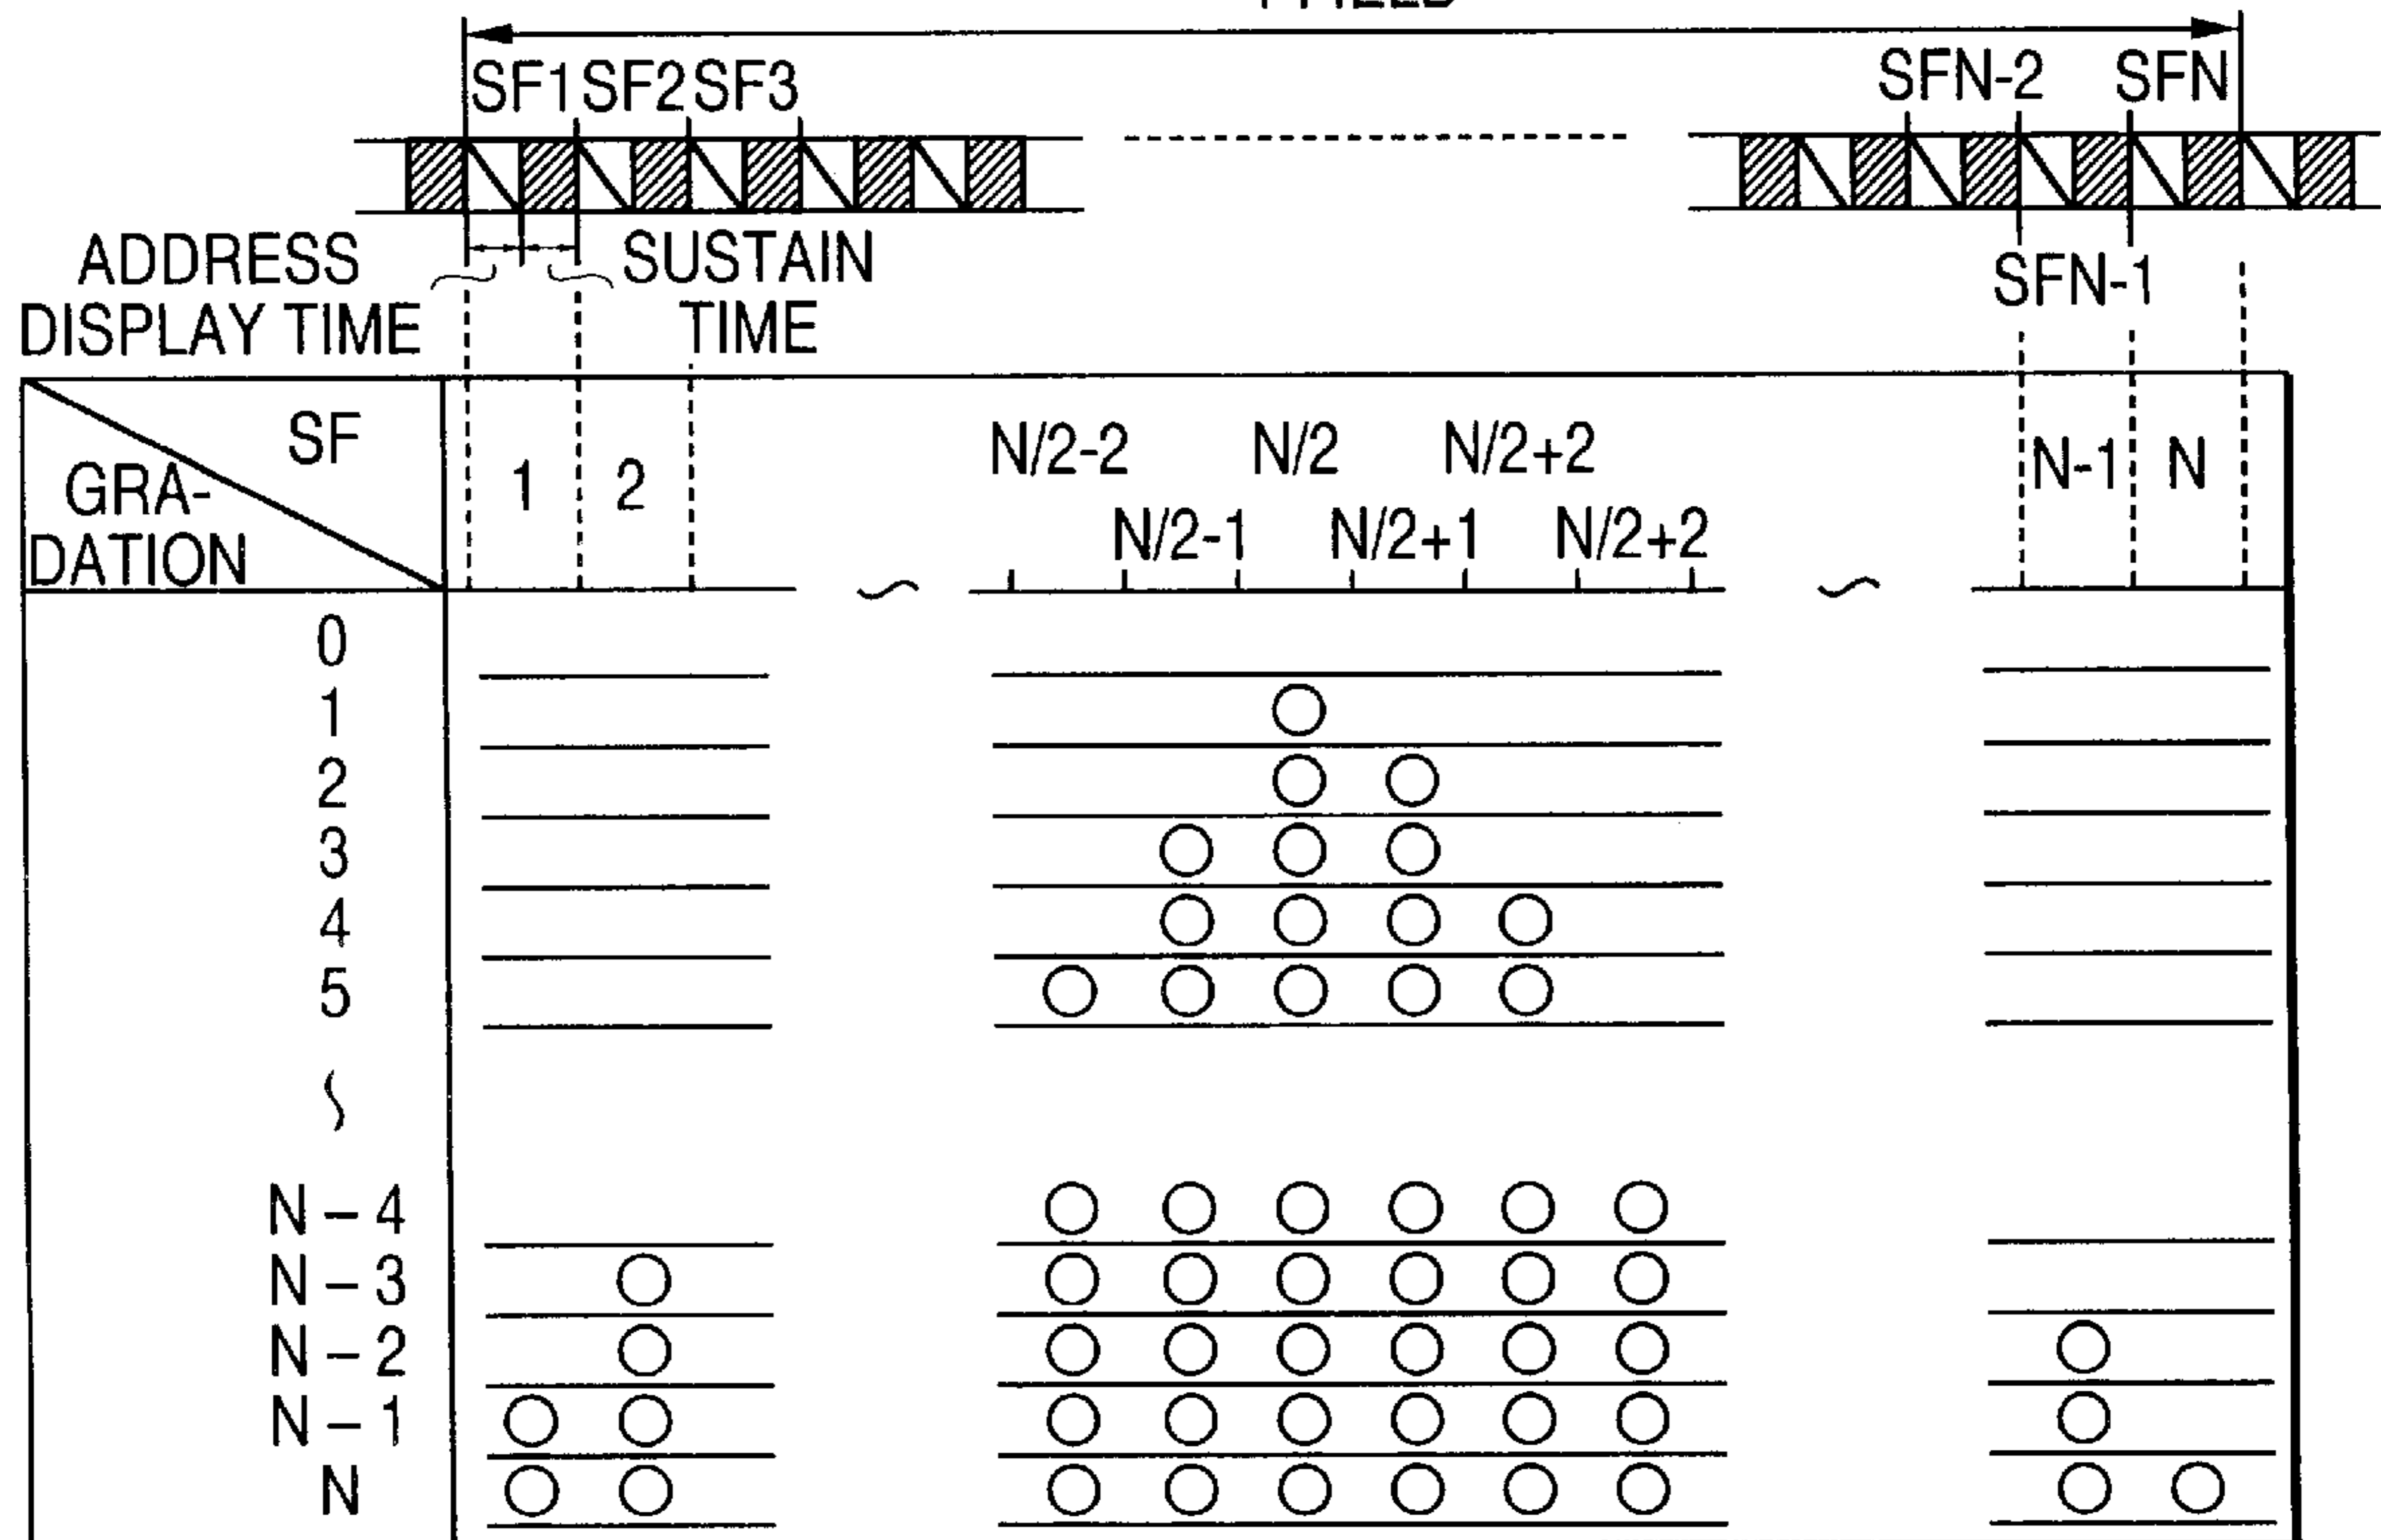 SF1 SF2 SF3 SFN-2 SFN
ADDRESS
DISPLAY TIME
SUSTAIN
TIME
SFN-1
SF
GRA-
DATION
1 2
N/2-2 N/2 N/2+2
N/2-1 N/2+1 N/2+2
N-1 N
0
1
2
3
4
5
N-4
N-3
N-2
N-1
N